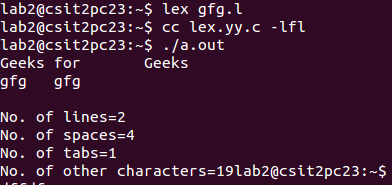 lab2@csit2pc23:~$ lex gfg.l
lab2@csit2pc23:~$ cc lex.yy.c -lfl
lab2@csit2pc23:~$ ./a.out
Geeks for       Geeks
gfg   gfg

No. of lines=2
No. of spaces=4
No. of tabs=1
No. of other characters=19lab2@csit2pc23:~$